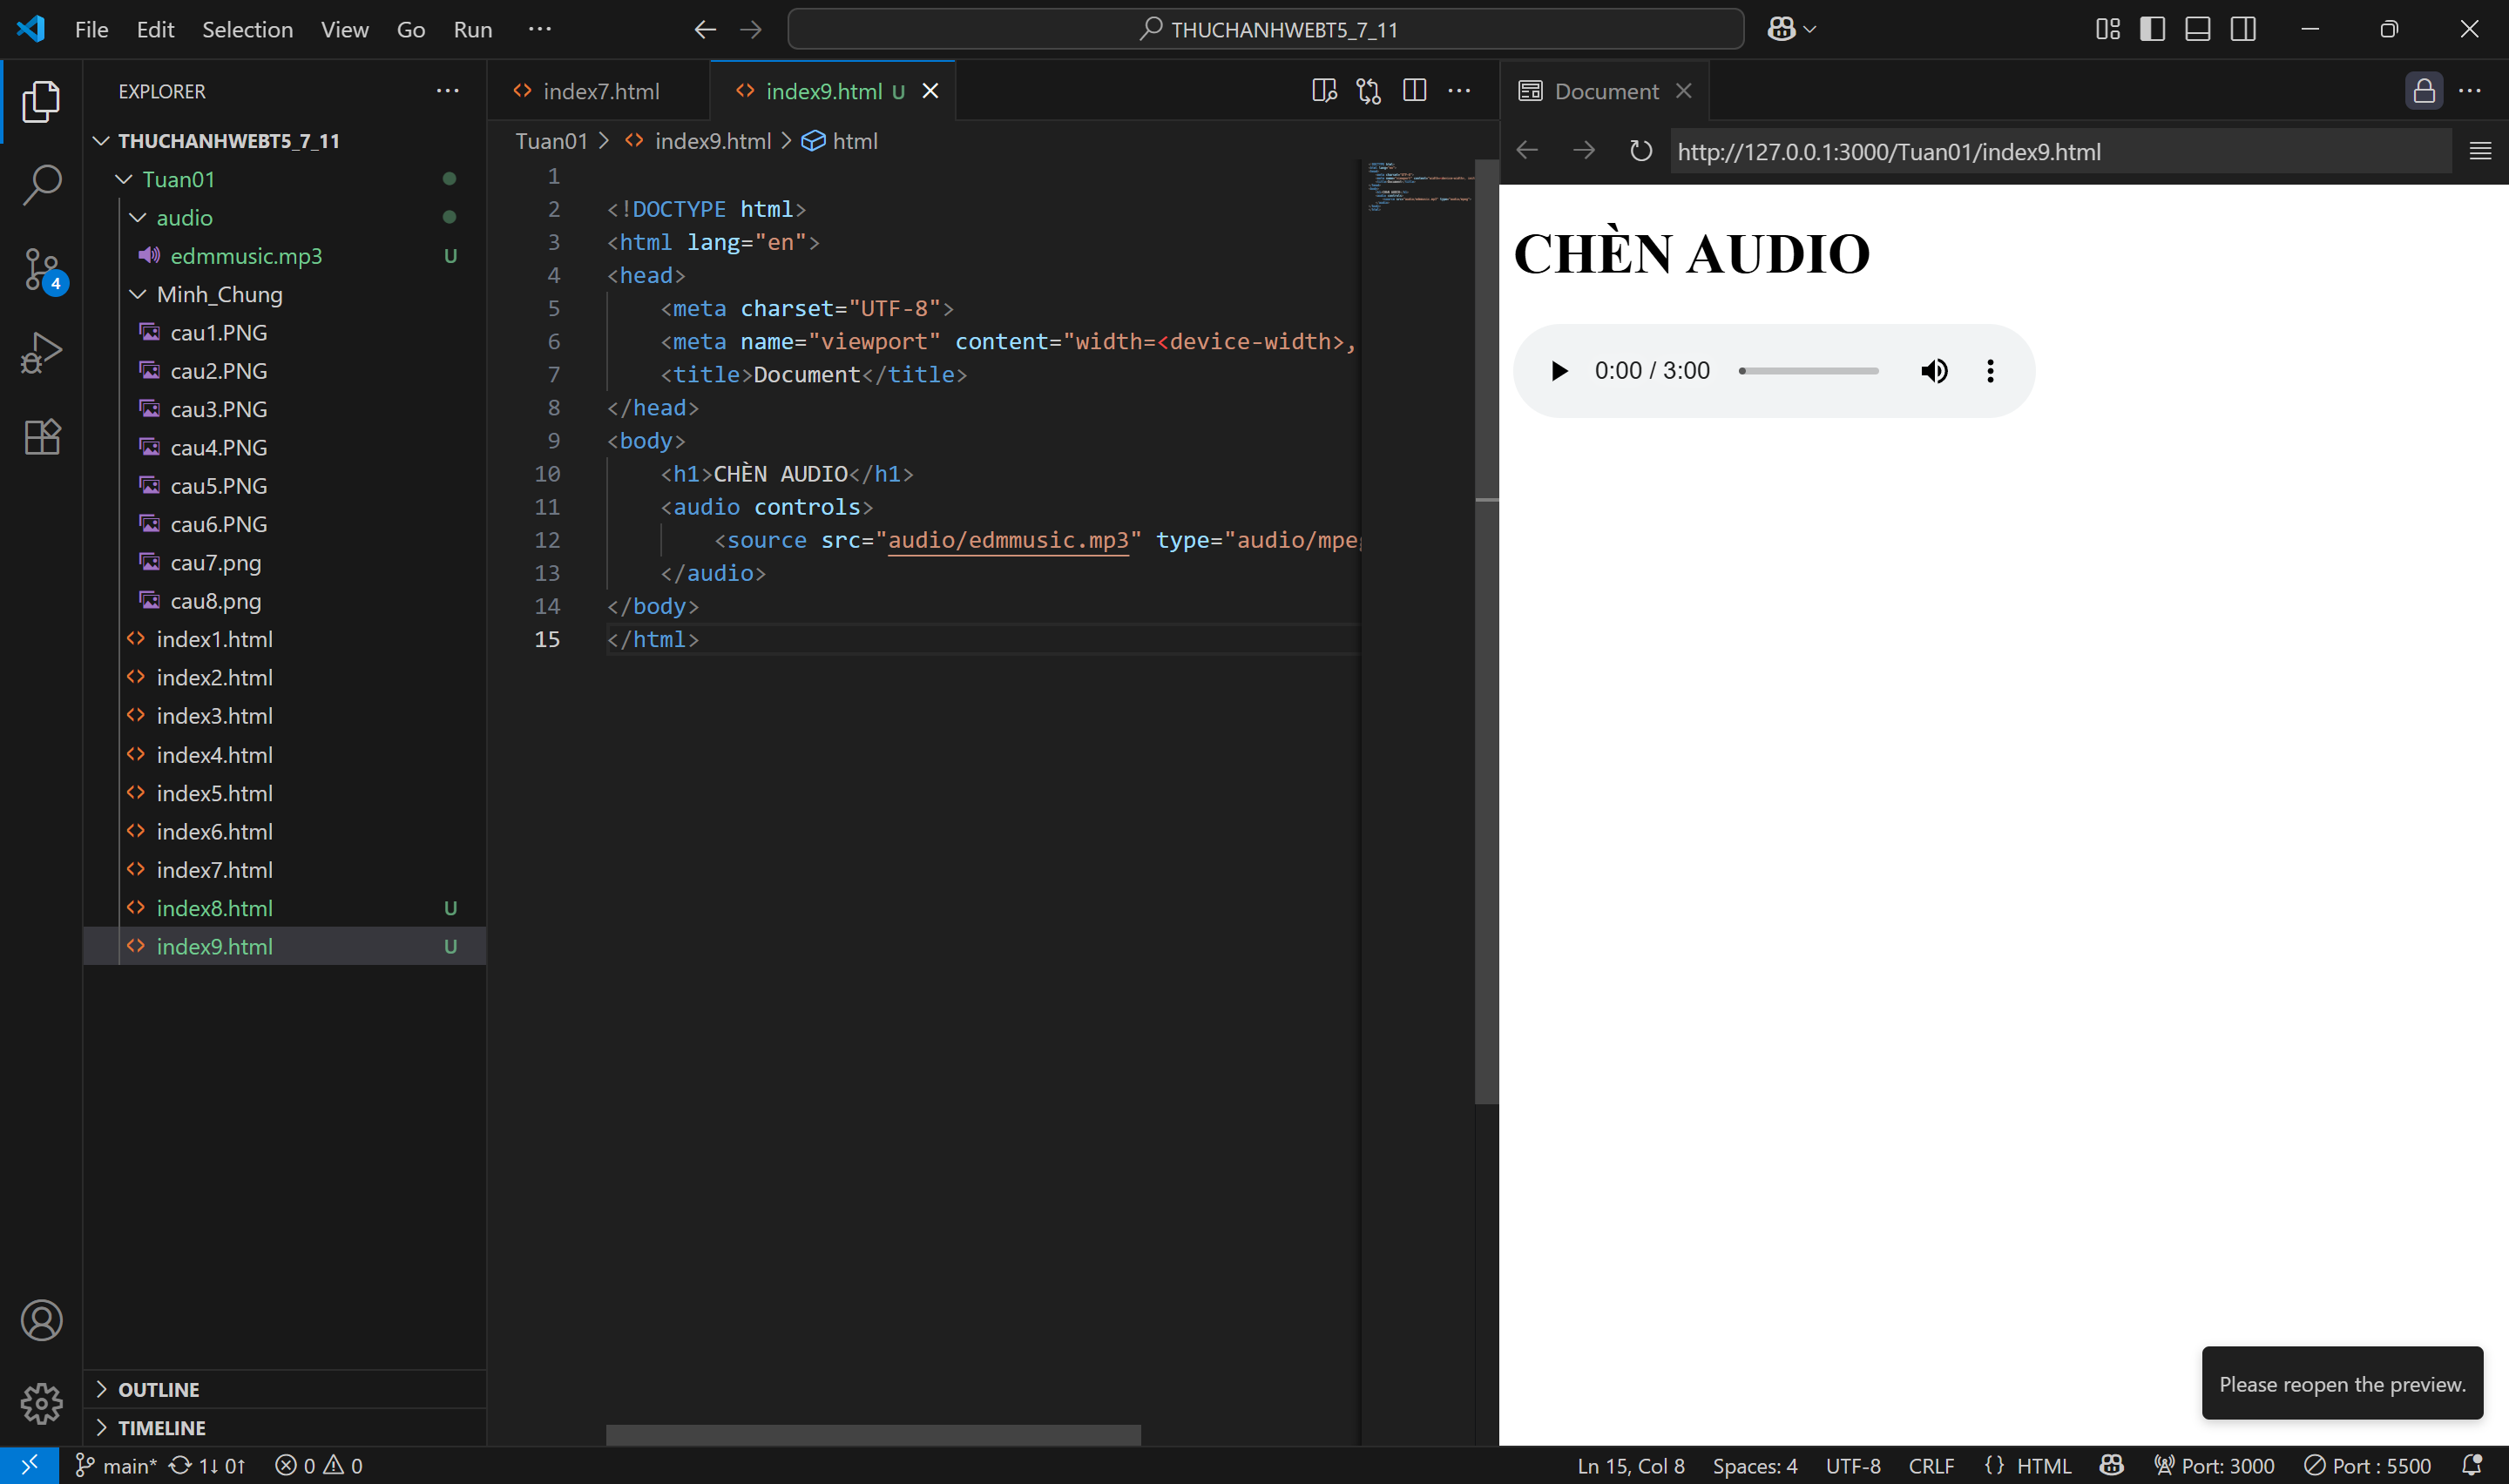 File Edit Selection View Go Run ··· THUCHANHWEBT5_7_11
EXPLORER
THUCHANHWEBT5_7_11
Tuan01
audio
edmmusic.mp3 U
Minh_Chung
cau1.PNG
cau2.PNG
cau3.PNG
cau4.PNG
cau5.PNG
cau6.PNG
cau7.png
cau8.png
index1.html
index2.html
index3.html
index4.html
index5.html
index6.html
index7.html
index8.html U
index9.html U
OUTLINE
TIMELINE
4
index7.html index9.html U
Tuan01 > index9.html > html
1
2 <!DOCTYPE html>
3 <html lang="en">
4 <head>
5 <meta charset="UTF-8">
6 <meta name="viewport" content="width=<device-width>,
7 <title>Document</title>
8 </head>
9 <body>
10 <h1>CHÈN AUDIO</h1>
11 <audio controls>
12 <source src="audio/edmmusic.mp3" type="audio/mpe
13 </audio>
14 </body>
15 </html>
Document
http://127.0.0.1:3000/Tuan01/index9.html
CHÈN AUDIO
0:00 / 3:00
Please reopen the preview.
main* 1↓ 0↑ 0 0 Ln 15, Col 8 Spaces: 4 UTF-8 CRLF {} HTML Port: 3000 Port : 5500